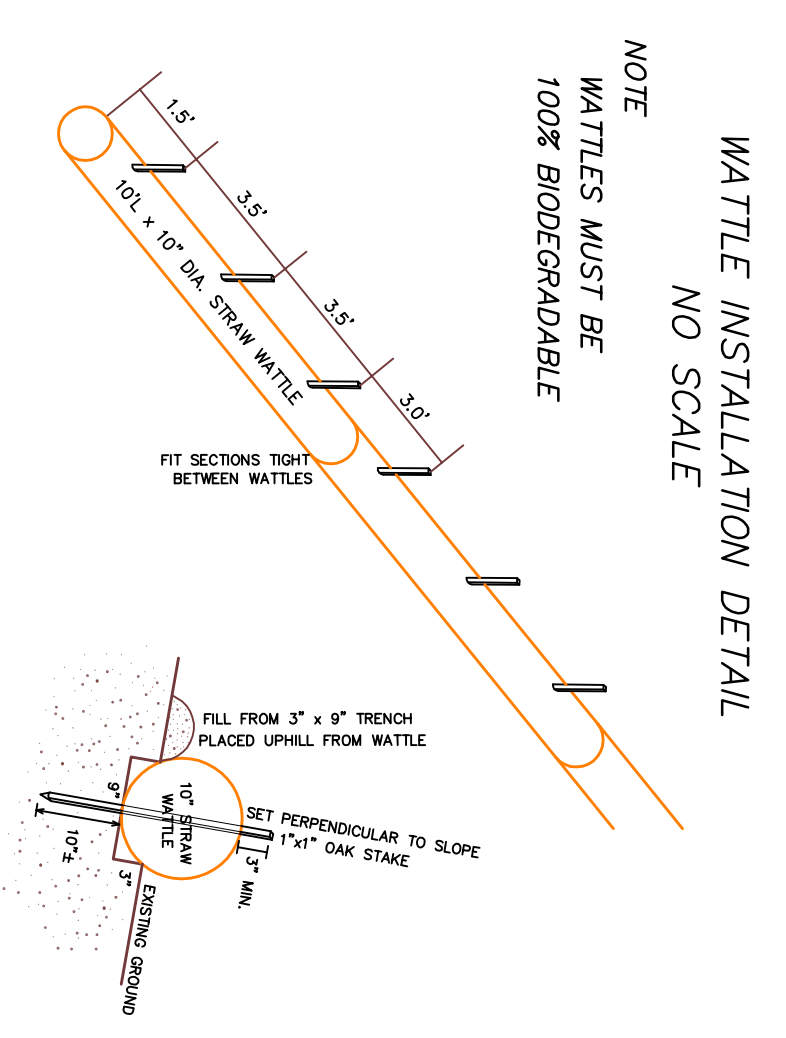 WATTLE INSTALLATION DETAIL
NO SCALE
NOTE
WATTLES MUST BE
100% BIODEGRADABLE
1.5'
3.5'
3.5'
3.0'
10'L x 10" DIA. STRAW WATTLE
FIT SECTIONS TIGHT
BETWEEN WATTLES
FILL FROM 3" x 9" TRENCH
PLACED UPHILL FROM WATTLE
10" STRAW
WATTLE
SET PERPENDICULAR TO SLOPE
1"x1" OAK STAKE
3" MIN.
9"
10"±
3"
EXISTING GROUND